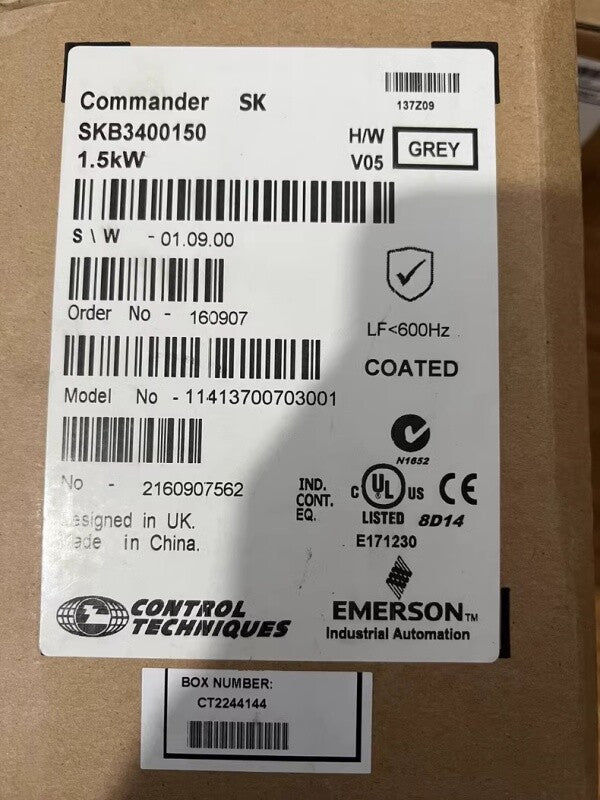 Commander SK
137Z09
SKB3400150
1.5kW
H/W
V05
GREY
S \ W - 01.09.00
Order No - 160907
LF<600Hz
COATED
Model No - 11413700703001
N1652
No - 2160907562
IND.
CONT.
EQ.
C UL US
LISTED 8D14
CE
E171230
Designed in UK.
Made in China.
CONTROL
TECHNIQUES
EMERSON™
Industrial Automation
BOX NUMBER:
CT2244144